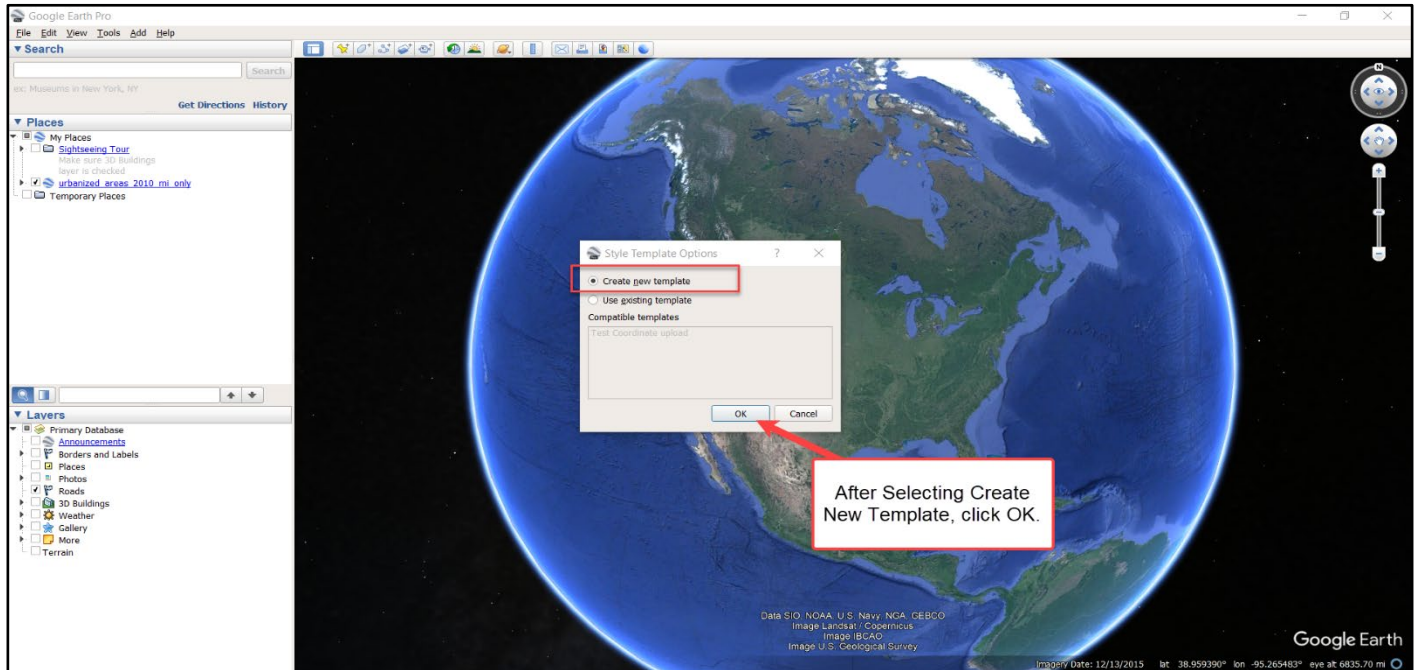 Google Earth Pro
File Edit View Tools Add Help
Search
Search
ex: Museums in New York, NY
Get Directions History
Places
My Places
Sightseeing Tour
Make sure 3D Buildings
layer is checked
urbanized_areas_2010_mi_only
Temporary Places
Layers
Primary Database
Announcements
Borders and Labels
Places
Photos
Roads
3D Buildings
Weather
Gallery
More
Terrain
N
Style Template Options ?
Create new template
Use existing template
Compatible templates
Test Coordinate upload
OK Cancel
After Selecting Create
New Template, click OK.
Data SIO, NOAA, U.S. Navy, NGA, GEBCO
Image Landsat / Copernicus
Image IBCAO
Image U.S. Geological Survey
Google Earth
Imagery Date: 12/13/2015 lat 38.959390° lon -95.265483° eye at 6835.70 mi